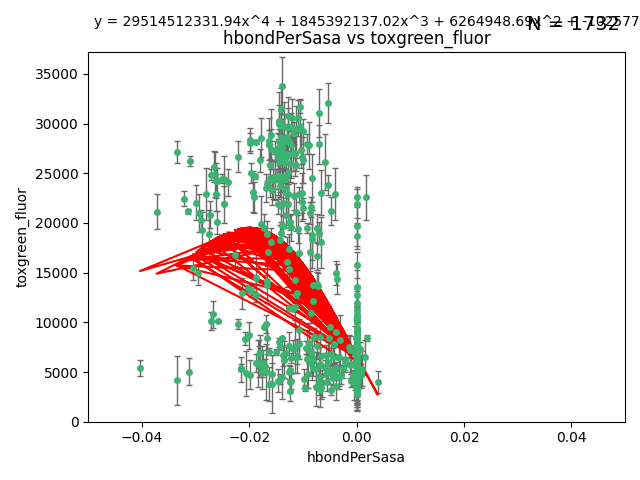 y = 29514512331.94x^4 + 1845392137.02x^3 + 6264948.69x^2 + -102577
N = 1732
hbondPerSasa vs toxgreen_fluor
35000
30000
25000
20000
15000
10000
5000
0
toxgreen_fluor
−0.04 −0.02 0.00 0.02 0.04
hbondPerSasa